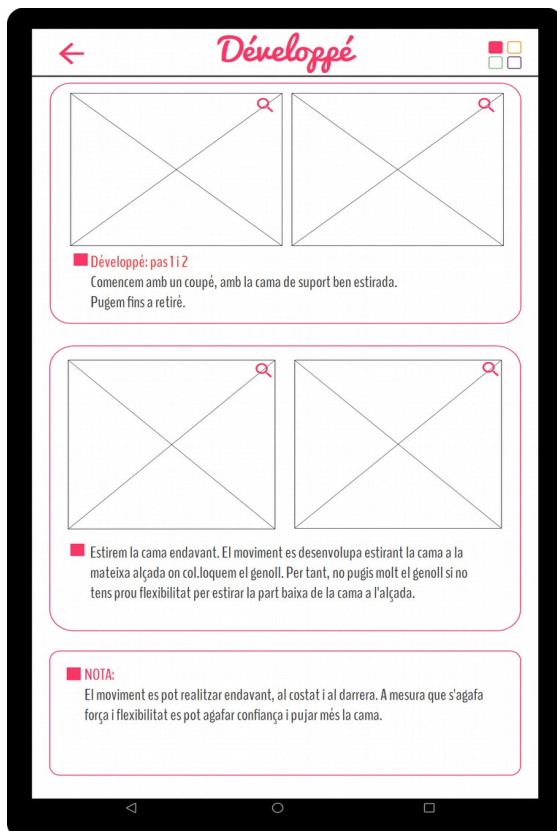 Développé
Développé: pas 1 i 2
Comencem amb un coupé, amb la cama de suport ben estirada.
Pugem fins a retiré.
Estirem la cama endavant. El moviment es desenvolupa estirant la cama a la
mateixa alçada on col.loquem el genoll. Per tant, no pugis molt el genoll si no
tens prou flexibilitat per estirar la part baixa de la cama a l'alçada.
NOTA:
El moviment es pot realitzar endavant, al costat i al darrera. A mesura que s'agafa
força i flexibilitat es pot agafar confiança i pujar més la cama.